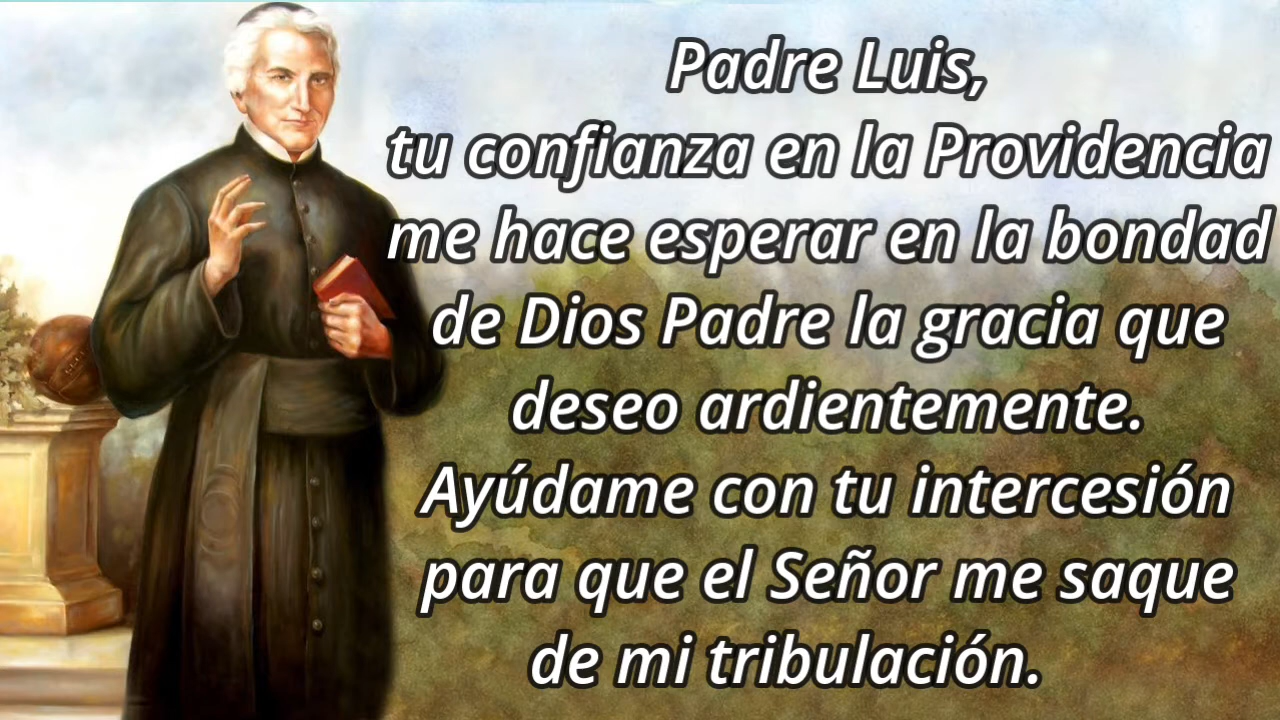 Padre Luis,
tu confianza en la Providencia
me hace esperar en la bondad
de Dios Padre la gracia que
deseo ardientemente.
Ayúdame con tu intercesión
para que el Señor me saque
de mi tribulación.